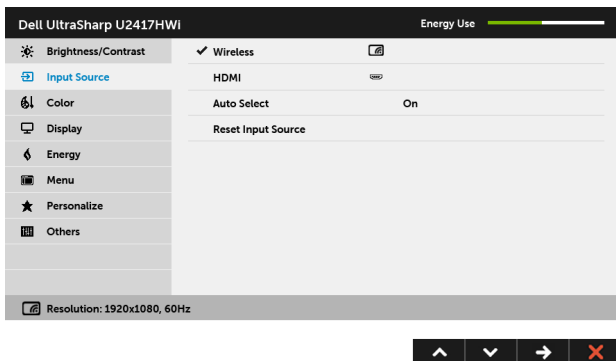 Dell UltraSharp U2417HWi
Energy Use
Brightness/Contrast
Wireless
Input Source
HDMI
Color
Auto Select On
Display
Reset Input Source
Energy
Menu
Personalize
Others
Resolution: 1920x1080, 60Hz